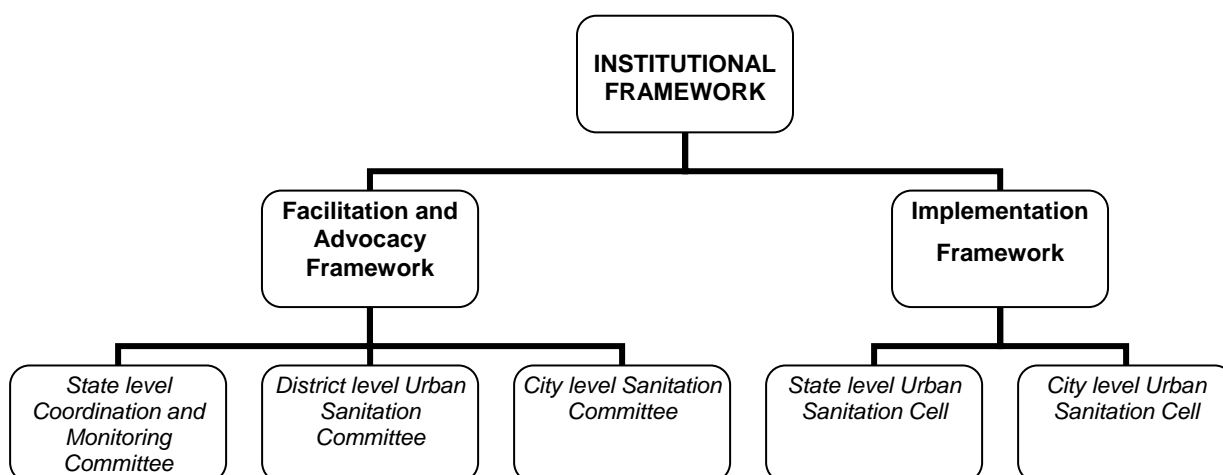 INSTITUTIONAL
FRAMEWORK
Facilitation and
Advocacy
Framework
Implementation
Framework
State level
Coordination and
Monitoring
Committee
District level Urban
Sanitation
Committee
City level Sanitation
Committee
State level Urban
Sanitation Cell
City level Urban
Sanitation Cell